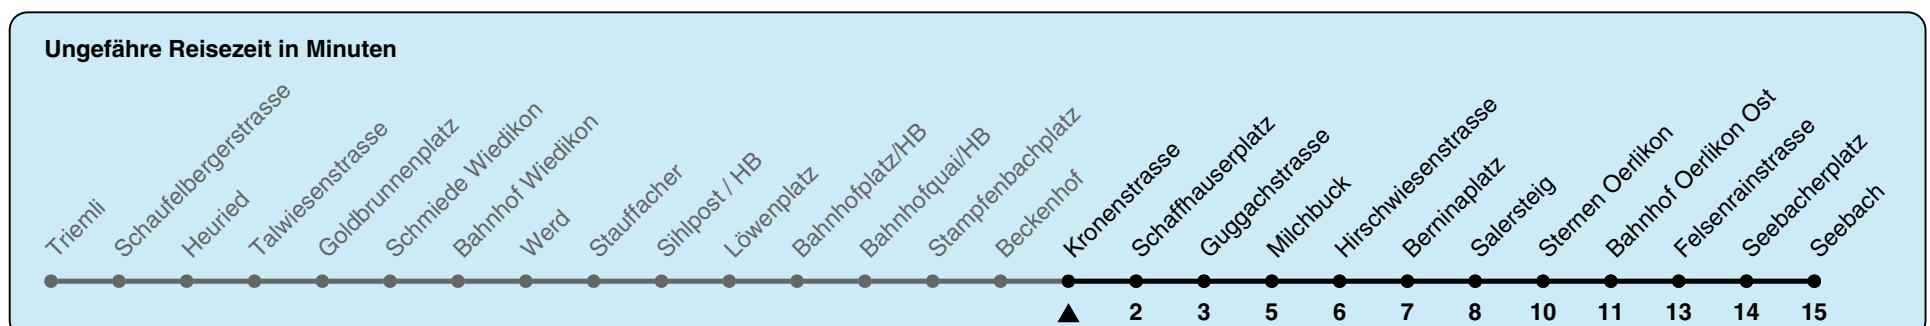 Ungefähre Reisezeit in Minuten
Triemli
Schaufelbergerstrasse
Heuried
Talwiesenstrasse
Goldbrunnenplatz
Schmiede Wiedikon
Bahnhof Wiedikon
Werd
Stauffacher
Sihlpost / HB
Löwenplatz
Bahnhofplatz/HB
Bahnhofquai/HB
Stampfenbachplatz
Beckenhof
Kronenstrasse
Schaffhauserplatz
Guggachstrasse
Milchbuck
Hirschwiesenstrasse
Berninaplatz
Salersteig
Sternen Oerlikon
Bahnhof Oerlikon Ost
Felsenrainstrasse
Seebacherplatz
Seebach
2 3 5 6 7 8 10 11 13 14 15